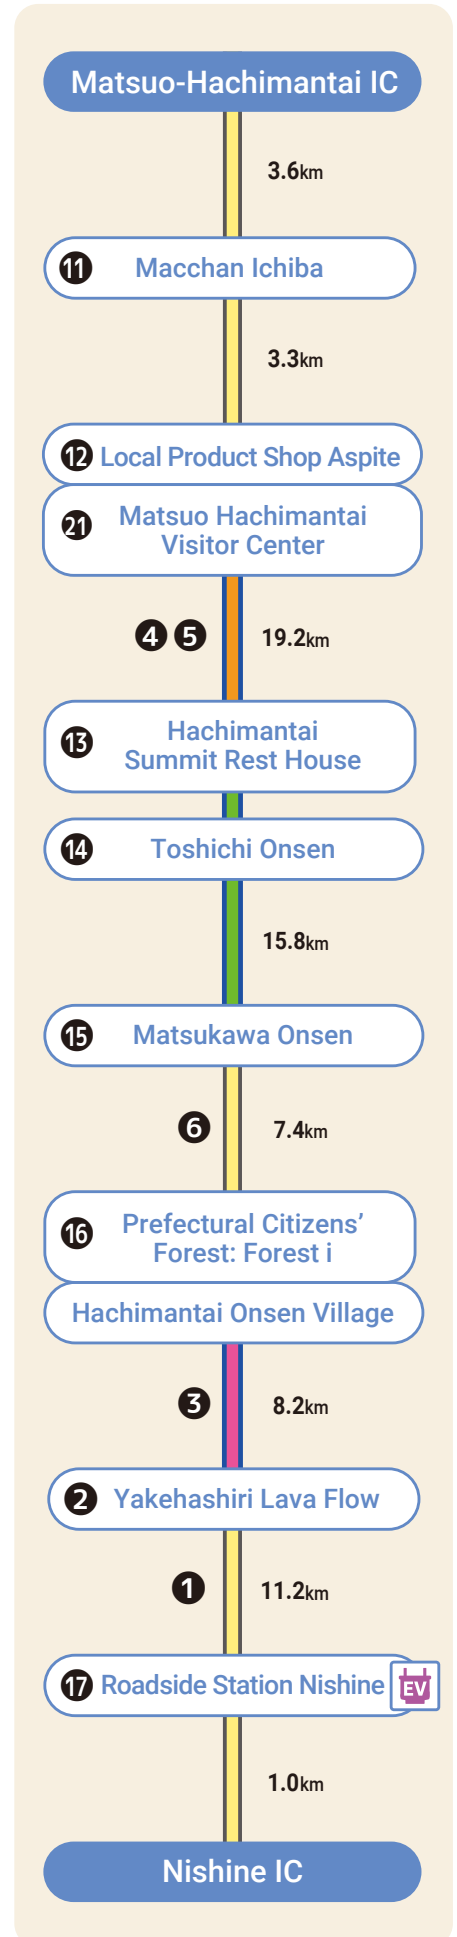 Matsuo-Hachimantai IC
3.6km
⓫ Macchan Ichiba
3.3km
⓬ Local Product Shop Aspite
㉑ Matsuo Hachimantai
Visitor Center
❹ ❺ 19.2km
⓭ Hachimantai
Summit Rest House
⓮ Toshichi Onsen
15.8km
⓯ Matsukawa Onsen
❻ 7.4km
⓰ Prefectural Citizens’
Forest: Forest i
Hachimantai Onsen Village
❸ 8.2km
❷ Yakehashiri Lava Flow
❶ 11.2km
⓱ Roadside Station Nishine EV
1.0km
Nishine IC